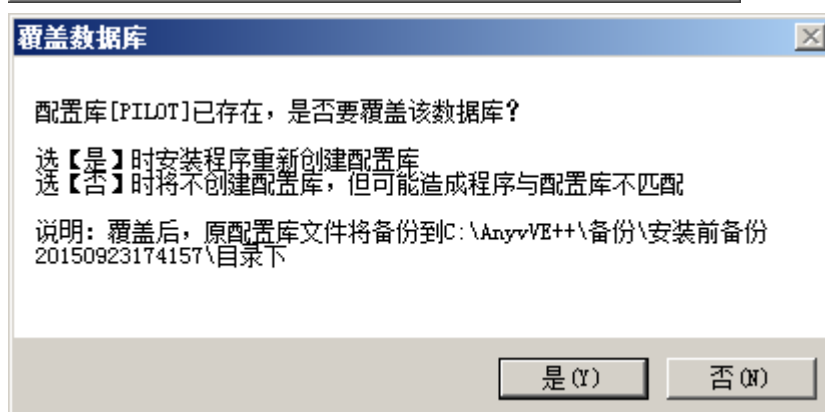 覆盖数据库
配置库[PILOT]已存在，是否要覆盖该数据库?
选【是】时安装程序重新创建配置库
选【否】时将不创建配置库，但可能造成程序与配置库不匹配
说明：覆盖后，原配置库文件将备份到C:\AnyvVE++\备份\安装前备份
20150923174157\目录下
是(Y)
否(N)